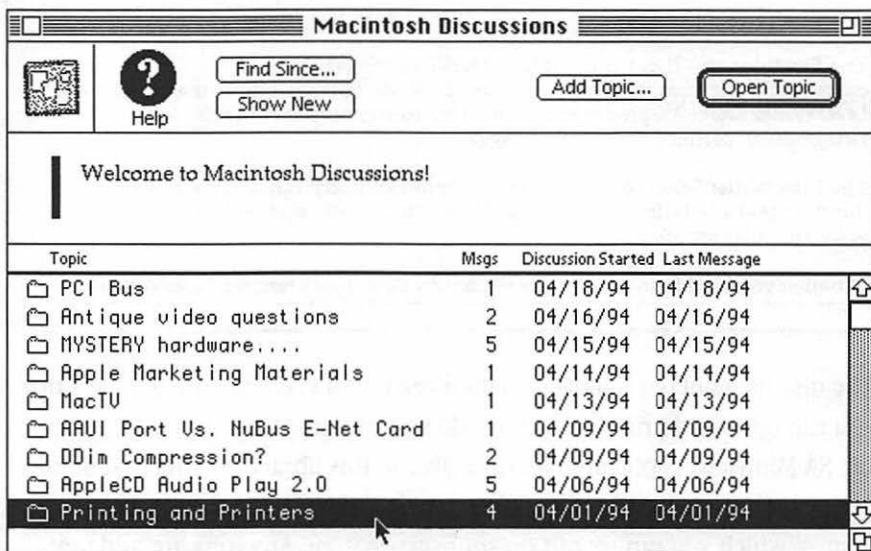 Macintosh Discussions
Find Since...
Show New
Help
Add Topic...
Open Topic
Welcome to Macintosh Discussions!
Topic Msgs Discussion Started Last Message
PCI Bus 04/18/94 04/18/94
Antique video questions 2 04/16/94 04/16/94
MYSTERY hardware.... 5 04/15/94 04/15/94
Apple Marketing Materials 1 04/14/94 04/14/94
MacTV 1 04/13/94 04/13/94
AAUI Port Vs. NuBus E-Net Card 04/09/94 04/09/94
DDim Compression? 2 04/09/94 04/09/94
AppleCD Audio Play 2.0 5 04/06/94 04/06/94
Printing and Printers 4 04/01/94 04/01/94